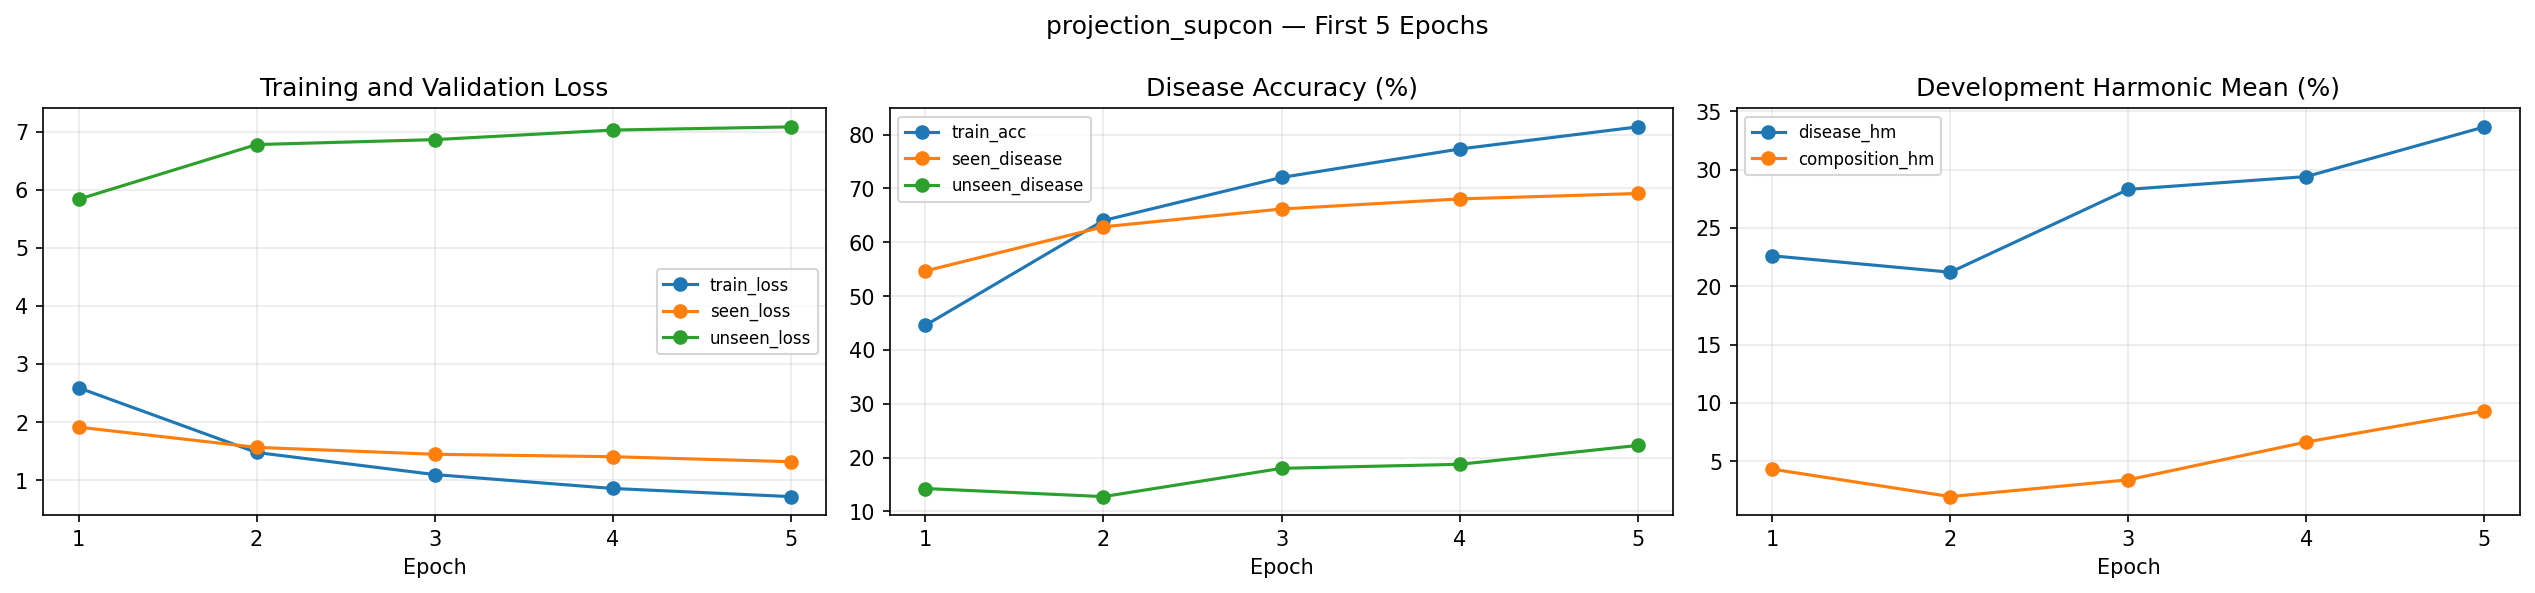 projection_supcon — First 5 Epochs
Training and Validation Loss
7
6
5
4
3
2
1
train_loss
seen_loss
unseen_loss
1 2 3 4 5
Epoch
Disease Accuracy (%)
80
70
60
50
40
30
20
10
train_acc
seen_disease
unseen_disease
1 2 3 4 5
Epoch
Development Harmonic Mean (%)
35
30
25
20
15
10
5
disease_hm
composition_hm
1 2 3 4 5
Epoch